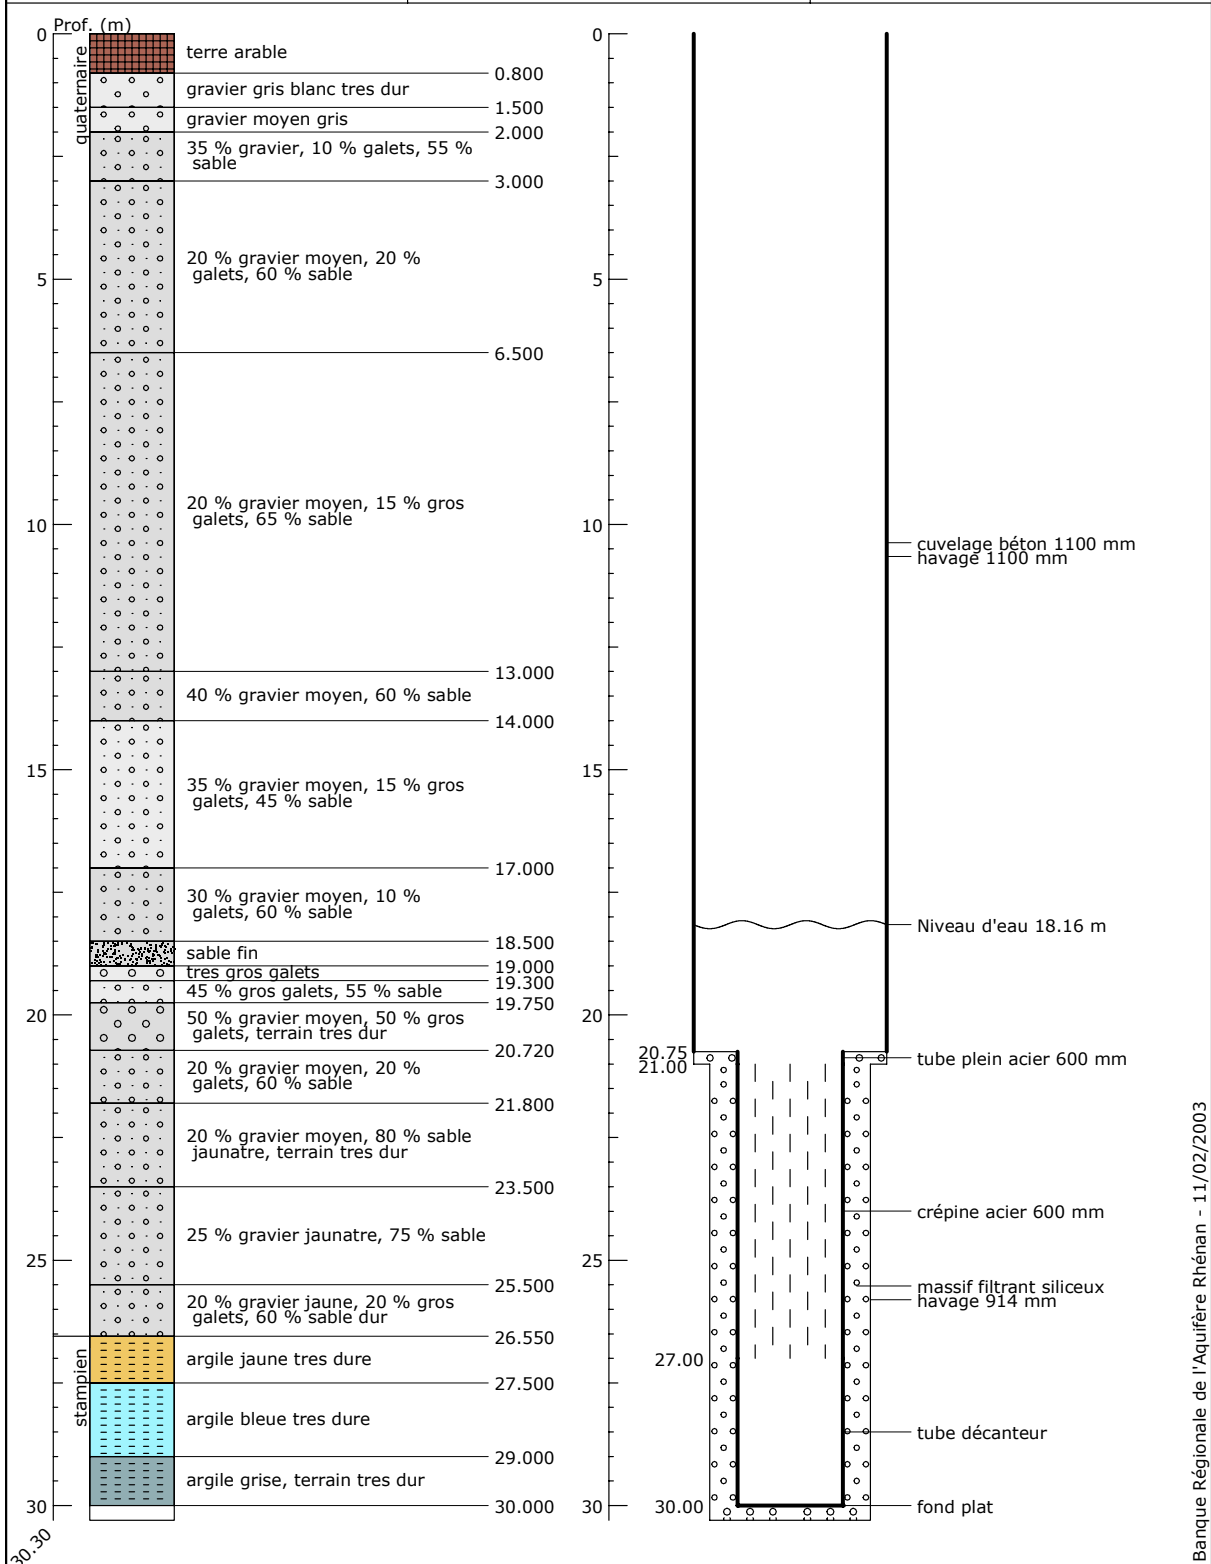 Prof. (m)
0
5
10
15
20
25
30
30.30
quaternaire
stampien
terre arable
0.800
gravier gris blanc tres dur
1.500
gravier moyen gris
2.000
35 % gravier, 10 % galets, 55 %
sable
3.000
20 % gravier moyen, 20 %
galets, 60 % sable
6.500
20 % gravier moyen, 15 % gros
galets, 65 % sable
13.000
40 % gravier moyen, 60 % sable
14.000
35 % gravier moyen, 15 % gros
galets, 45 % sable
17.000
30 % gravier moyen, 10 %
galets, 60 % sable
18.500
sable fin
19.000
tres gros galets
19.300
45 % gros galets, 55 % sable
19.750
50 % gravier moyen, 50 % gros
galets, terrain tres dur
20.720
20 % gravier moyen, 20 %
galets, 60 % sable
21.800
20 % gravier moyen, 80 % sable
jaunatre, terrain tres dur
23.500
25 % gravier jaunatre, 75 % sable
25.500
20 % gravier jaune, 20 % gros
galets, 60 % sable dur
26.550
argile jaune tres dure
27.500
argile bleue tres dure
29.000
argile grise, terrain tres dur
30.000
0
5
10
15
20
25
30
20.75
21.00
27.00
30.00
cuvelage béton 1100 mm
havage 1100 mm
Niveau d'eau 18.16 m
tube plein acier 600 mm
crépine acier 600 mm
massif filtrant siliceux
havage 914 mm
tube décanteur
fond plat
Banque Régionale de l'Aquifère Rhénan - 11/02/2003